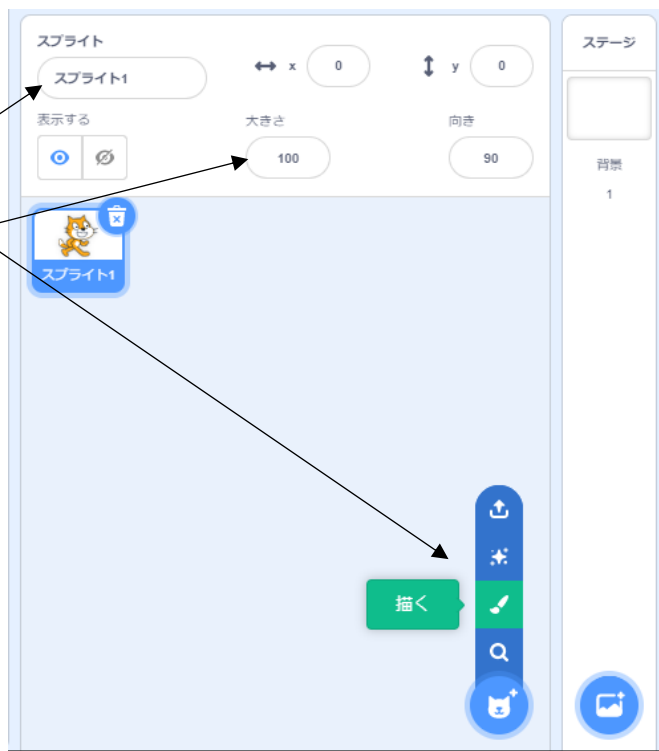 スプライト
スプライト1
x 0
y 0
表示する
大きさ
100
向き
90
スプライト1
描く
ステージ
背景
1